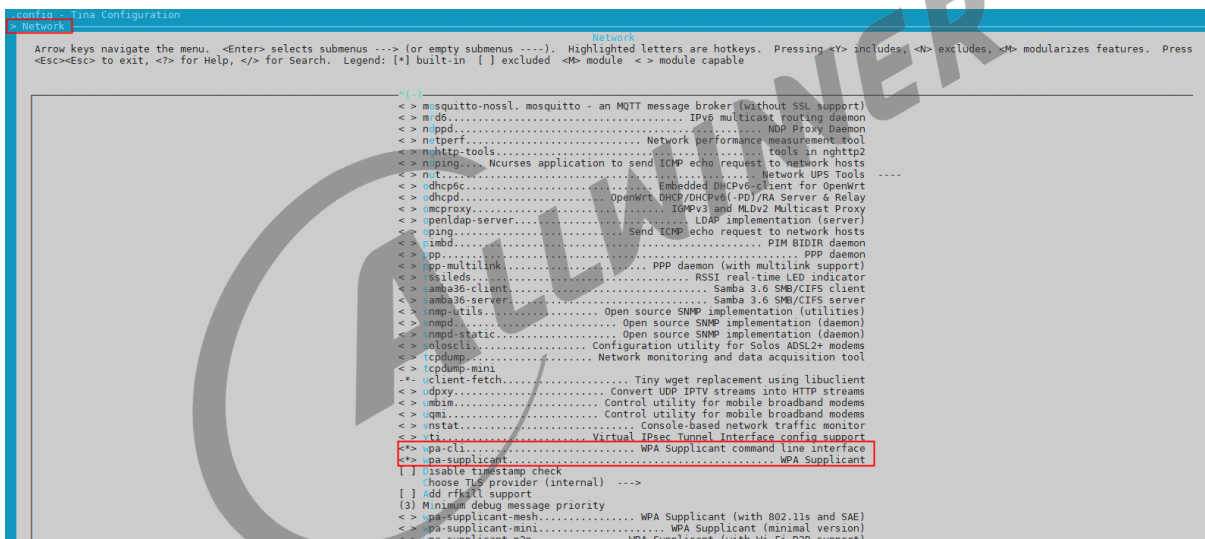 .config - Tina Configuration
> Network
Network
Arrow keys navigate the menu. <Enter> selects submenus ---> (or empty submenus ----). Highlighted letters are hotkeys. Pressing <Y> includes, <N> excludes, <M> modularizes features. Press
<Esc><Esc> to exit, <?> for Help, </> for Search. Legend: [*] built-in [ ] excluded <M> module < > module capable
^(-)
< > mosquitto-nossl. mosquitto - an MQTT message broker (without SSL support)
< > mrd6.................................... IPv6 multicast routing daemon
< > ndppd................................................ NDP Proxy Daemon
< > netperf.......................... Network performance measurement tool
< > nghttp-tools........................................ tools in nghttp2
< > noping.... Ncurses application to send ICMP echo request to network hosts
< > nut................................................ Network UPS Tools ----
< > odhcp6c............................. Embedded DHCPv6-client for OpenWrt
< > odhcpd..................... OpenWrt DHCP/DHCPv6(-PD)/RA Server & Relay
< > omcproxy.............................. IGMPv3 and MLDv2 Multicast Proxy
< > openldap-server........................... LDAP implementation (server)
< > oping........................ Send ICMP echo request to network hosts
< > pimbd............................................... PIM BIDIR daemon
< > ppp...................................................... PPP daemon
< > ppp-multilink...................... PPP daemon (with multilink support)
< > rssileds.................................. RSSI real-time LED indicator
< > samba36-client.................................. Samba 3.6 SMB/CIFS client
< > samba36-server.................................. Samba 3.6 SMB/CIFS server
< > snmp-utils.................. Open source SNMP implementation (utilities)
< > snmpd......................... Open source SNMP implementation (daemon)
< > snmpd-static.................. Open source SNMP implementation (daemon)
< > soloscli................. Configuration utility for Solos ADSL2+ modems
< > tcpdump.................... Network monitoring and data acquisition tool
< > tcpdump-mini
-*- uclient-fetch................... Tiny wget replacement using libuclient
< > udpxy....................... Convert UDP IPTV streams into HTTP streams
< > umbim..................... Control utility for mobile broadband modems
< > uqmi...................... Control utility for mobile broadband modems
< > vnstat.......................... Console-based network traffic monitor
< > vti...................... Virtual IPsec Tunnel Interface config support
<*> wpa-cli.......................... WPA Supplicant command line interface
<*> wpa-supplicant......................................... WPA Supplicant
[ ] Disable timestamp check
Choose TLS provider (internal) --->
[ ] Add rfkill support
(3) Minimum debug message priority
< > wpa-supplicant-mesh.............. WPA Supplicant (with 802.11s and SAE)
< > wpa-supplicant-mini.................... WPA Supplicant (minimal version)
< > wpa-supplicant-p2p.............. WPA Supplicant (with Wi-Fi P2P support)
ALLWINNER